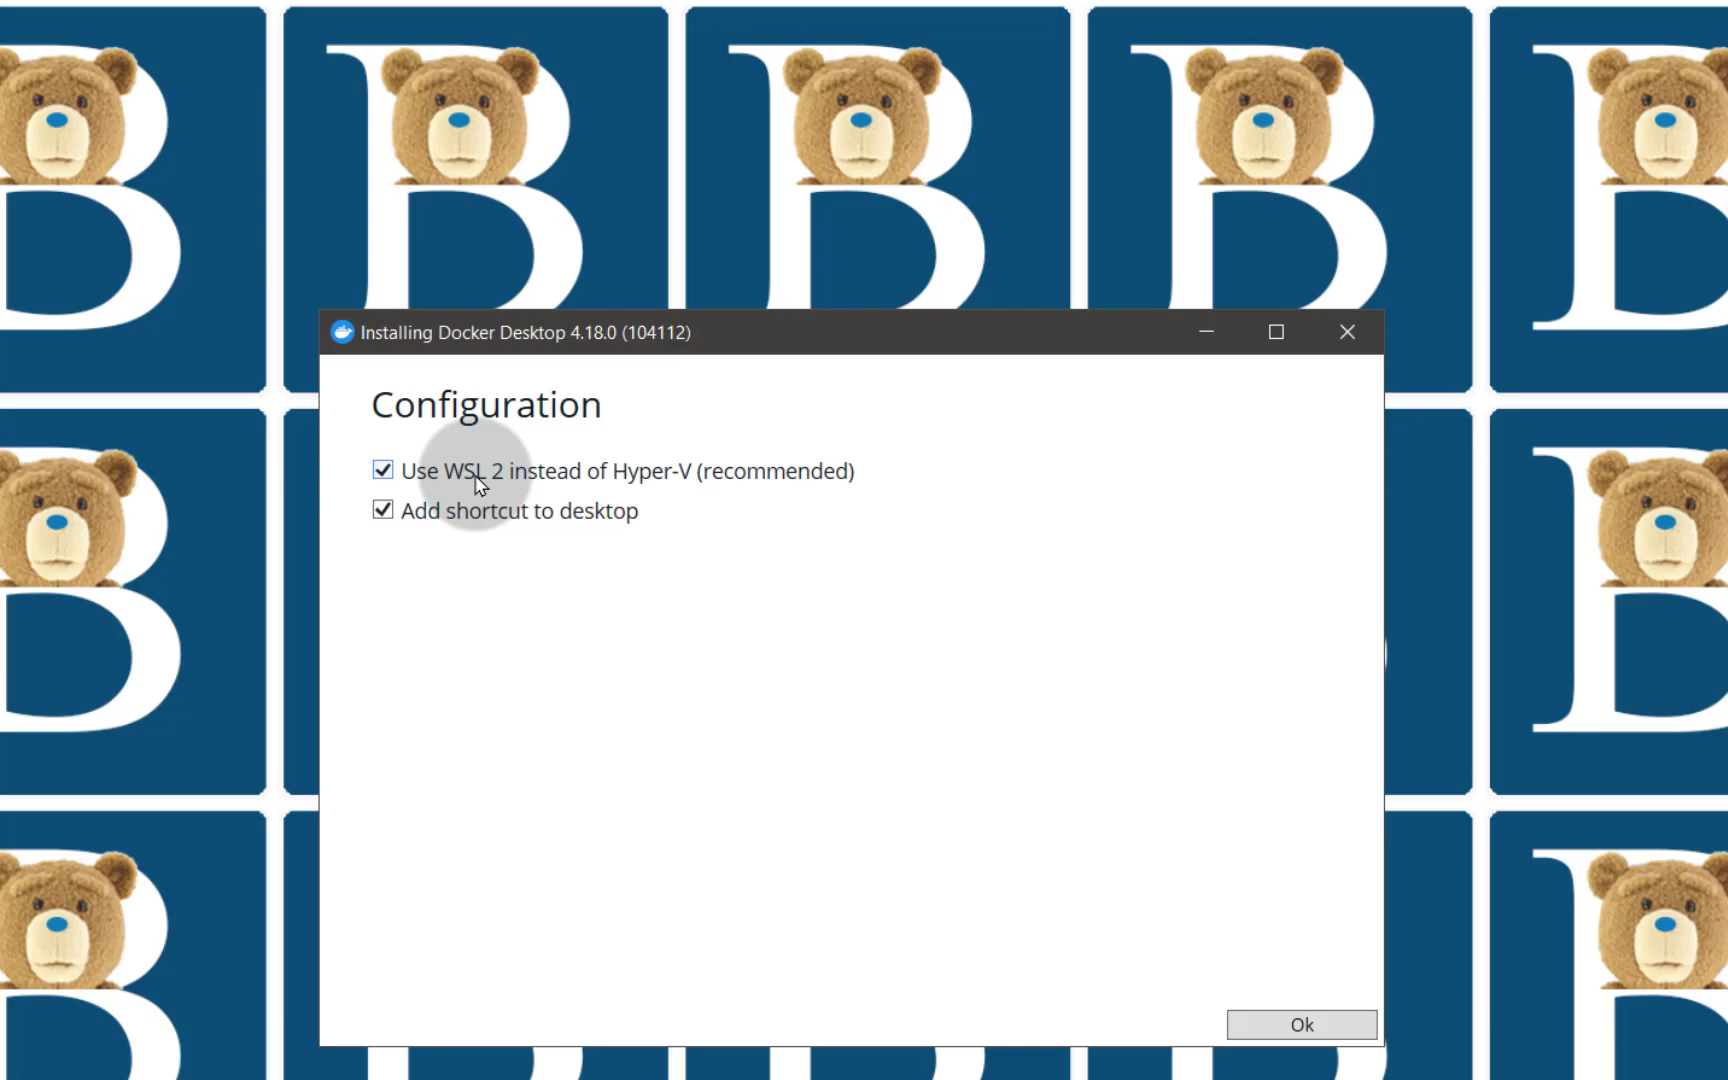 Installing Docker Desktop 4.18.0 (104112)
Configuration
Use WSL 2 instead of Hyper-V (recommended)
Add shortcut to desktop
Ok
B
B
B
B
B
B
B
B
B